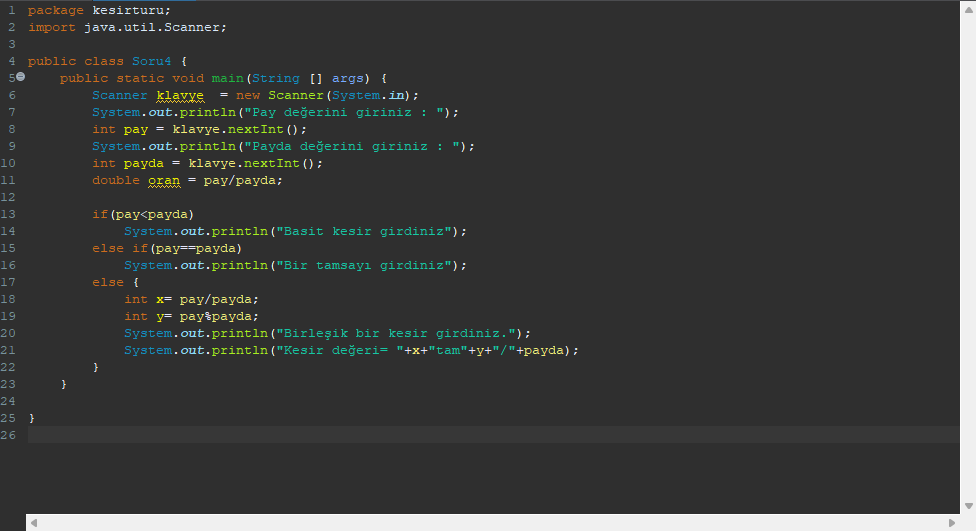 1 package kesirturu;
2 import java.util.Scanner;
3
4 public class Soru4 {
5     public static void main(String [] args) {
6         Scanner klavye  = new Scanner(System.in);
7         System.out.println("Pay değerini giriniz : ");
8         int pay = klavye.nextInt();
9         System.out.println("Payda değerini giriniz : ");
10         int payda = klavye.nextInt();
11         double oran = pay/payda;
12
13         if(pay<payda)
14             System.out.println("Basit kesir girdiniz");
15         else if(pay==payda)
16             System.out.println("Bir tamsayı girdiniz");
17         else {
18             int x= pay/payda;
19             int y= pay%payda;
20             System.out.println("Birleşik bir kesir girdiniz.");
21             System.out.println("Kesir değeri= "+x+"tam"+y+"/"+payda);
22         }
23     }
24
25 }
26